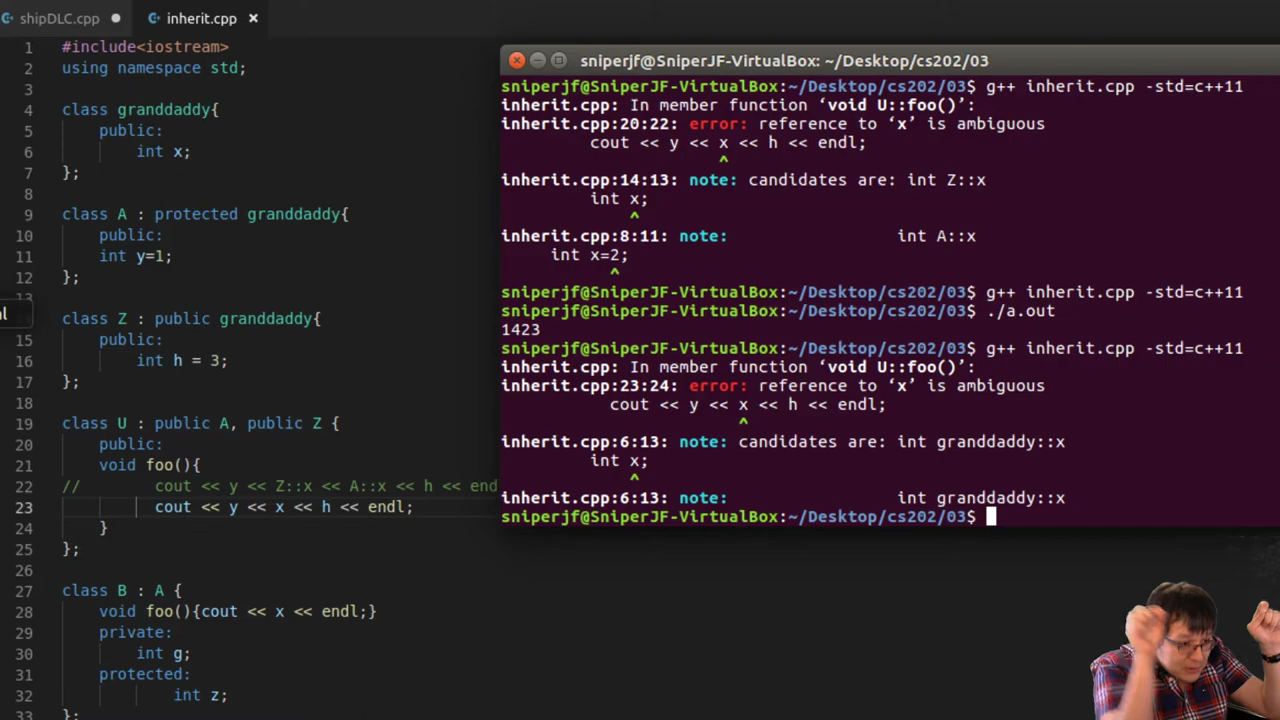 shipDLC.cpp ● inherit.cpp ×
1 #include<iostream>
2 using namespace std;
3
4 class granddaddy{
5 public:
6 int x;
7 };
8
9 class A : protected granddaddy{
10 public:
11 int y=1;
12 };
13
al
14 class Z : public granddaddy{
15 public:
16 int h = 3;
17 };
18
19 class U : public A, public Z {
20 public:
21 void foo(){
22 // cout << y << Z::x << A::x << h << end
23 cout << y << x << h << endl;
24 }
25 };
26
27 class B : A {
28 void foo(){cout << x << endl;}
29 private:
30 int g;
31 protected:
32 int z;
33 };
sniperjf@SniperJF-VirtualBox: ~/Desktop/cs202/03
sniperjf@SniperJF-VirtualBox:~/Desktop/cs202/03$ g++ inherit.cpp -std=c++11
inherit.cpp: In member function ‘void U::foo()’:
inherit.cpp:20:22: error: reference to ‘x’ is ambiguous
cout << y << x << h << endl;
^
inherit.cpp:14:13: note: candidates are: int Z::x
int x;
^
inherit.cpp:8:11: note: int A::x
int x=2;
^
sniperjf@SniperJF-VirtualBox:~/Desktop/cs202/03$ g++ inherit.cpp -std=c++11
sniperjf@SniperJF-VirtualBox:~/Desktop/cs202/03$ ./a.out
1423
sniperjf@SniperJF-VirtualBox:~/Desktop/cs202/03$ g++ inherit.cpp -std=c++11
inherit.cpp: In member function ‘void U::foo()’:
inherit.cpp:23:24: error: reference to ‘x’ is ambiguous
cout << y << x << h << endl;
^
inherit.cpp:6:13: note: candidates are: int granddaddy::x
int x;
^
inherit.cpp:6:13: note: int granddaddy::x
sniperjf@SniperJF-VirtualBox:~/Desktop/cs202/03$